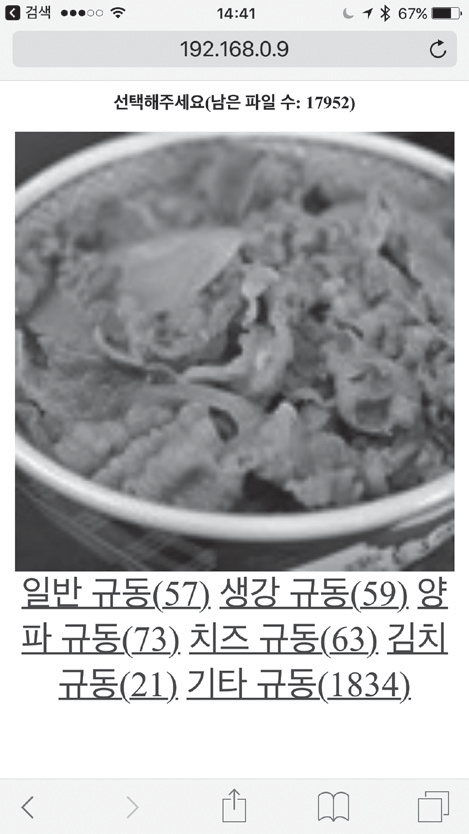 검색 14:41 67%
192.168.0.9
선택해주세요(남은 파일 수: 17952)
일반 규동(57) 생강 규동(59) 양
파 규동(73) 치즈 규동(63) 김치
규동(21) 기타 규동(1834)